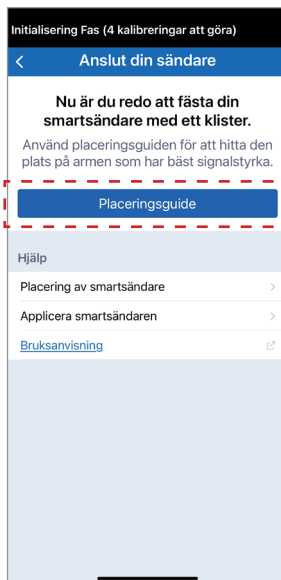 Initialisering Fas (4 kalibreringar att göra)
Anslut din sändare
Nu är du redo att fästa din
smartsändare med ett klister.
Använd placeringsguiden för att hitta den
plats på armen som har bäst signalstyrka.
Placeringsguide
Hjälp
Placering av smartsändare
Applicera smartsändaren
Bruksanvisning